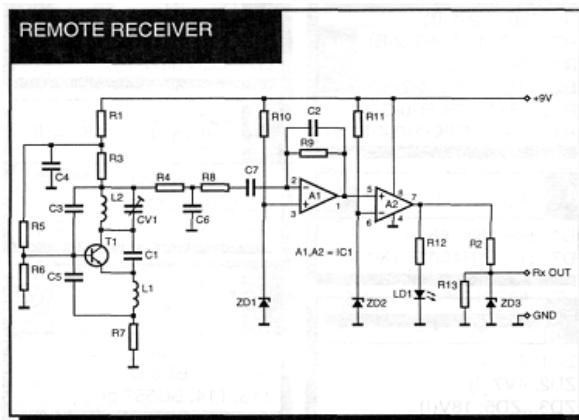 REMOTE RECEIVER
+9V
R1
R10
C2
R11
R9
R3
C4
L2
R4
R8
C7
2
A1
1
3
5
8
A2
7
6
4
C3
CV1
C6
R5
T1
C1
A1,A2 = IC1
R12
R2
R6
C5
L1
Rx OUT
R13
ZD1
ZD2
LD1
ZD3
R7
GND